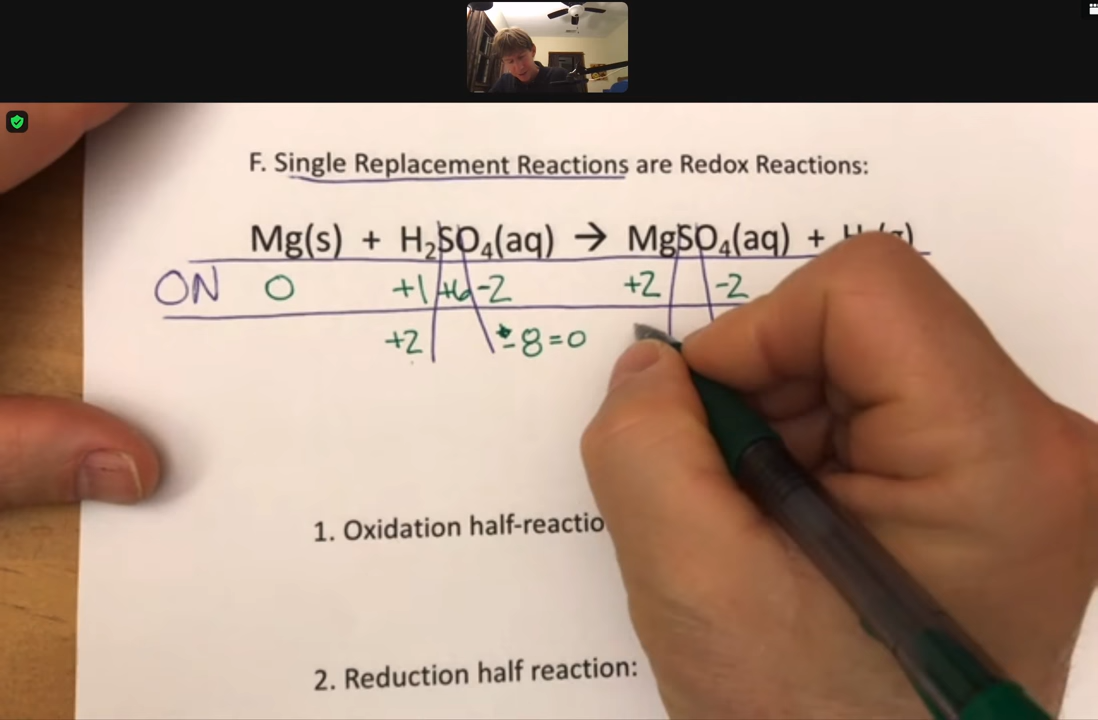 F. Single Replacement Reactions are Redox Reactions:
Mg(s) + H₂SO₄(aq) → MgSO₄(aq) +
ON 0 +1 +6 -2 +2 -2
+2 -8=0
1. Oxidation half-reactio
2. Reduction half reaction: